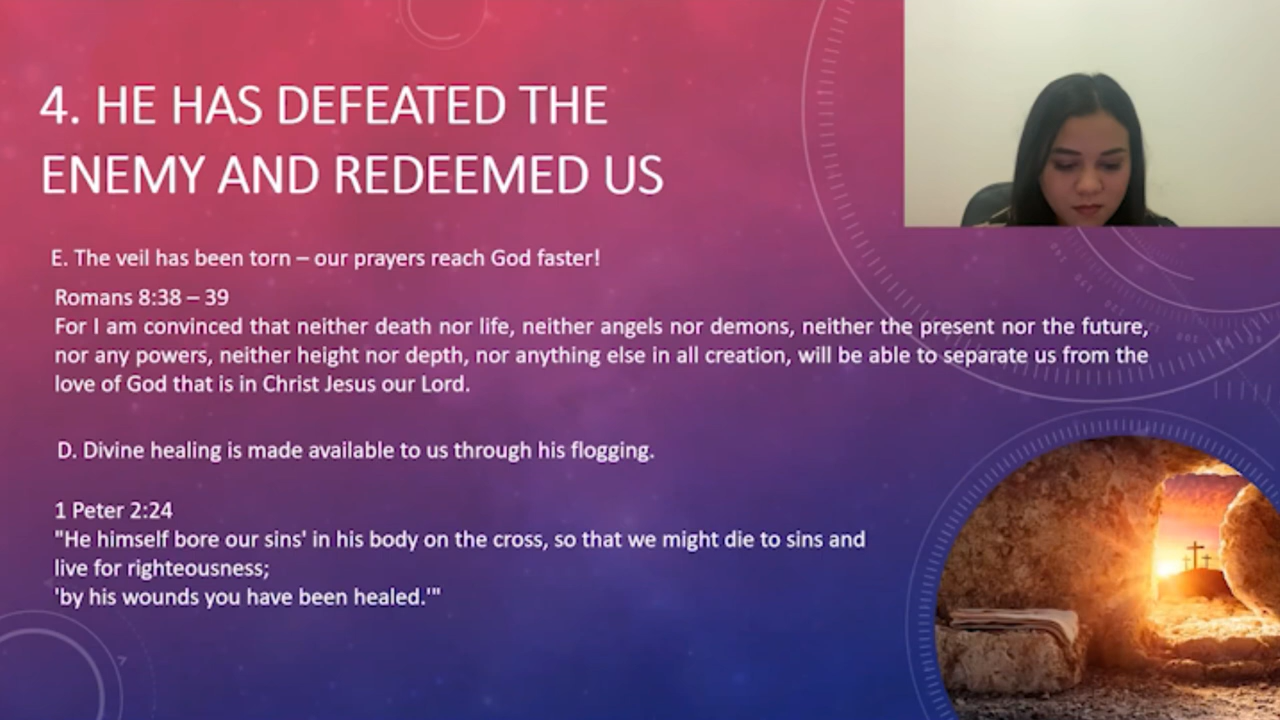 4. HE HAS DEFEATED THE
ENEMY AND REDEEMED US
E. The veil has been torn – our prayers reach God faster!
Romans 8:38 – 39
For I am convinced that neither death nor life, neither angels nor demons, neither the present nor the future,
nor any powers, neither height nor depth, nor anything else in all creation, will be able to separate us from the
love of God that is in Christ Jesus our Lord.
D. Divine healing is made available to us through his flogging.
1 Peter 2:24
"He himself bore our sins' in his body on the cross, so that we might die to sins and
live for righteousness;
'by his wounds you have been healed.'"